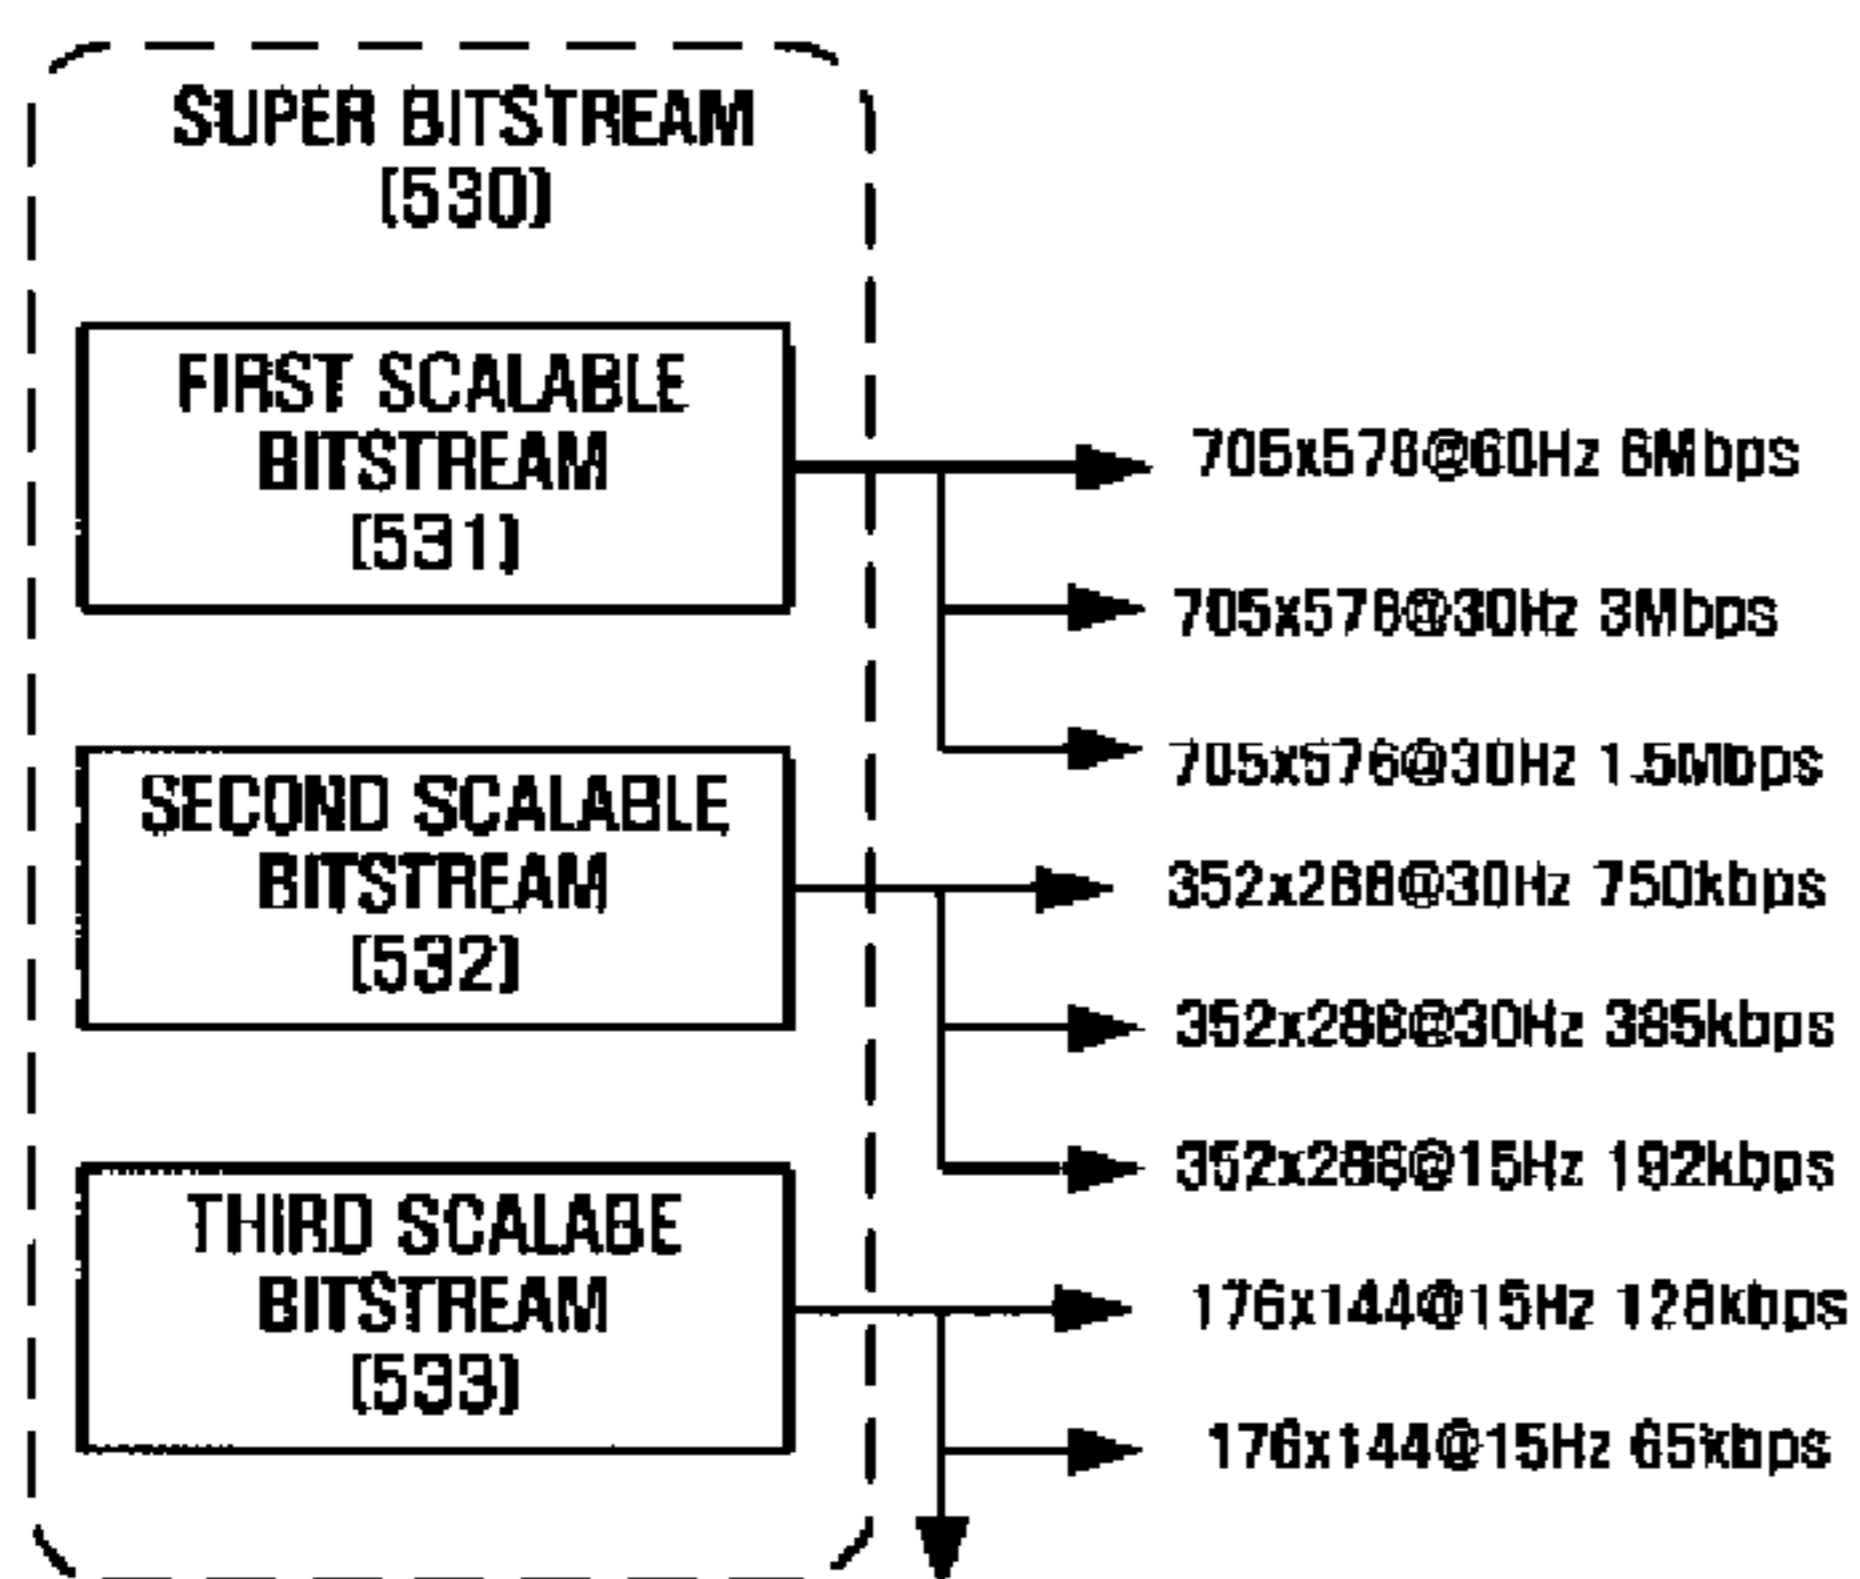 SUPER BITSTREAM
(530)
FIRST SCALABLE
BITSTREAM
(531)
705x576@60Hz 6Mbps
705x576@30Hz 3Mbps
705x576@30Hz 1.5Mbps
SECOND SCALABLE
BITSTREAM
(532)
352x288@30Hz 750kbps
352x288@30Hz 385kbps
352x288@15Hz 192kbps
THIRD SCALABE
BITSTREAM
(533)
176x144@15Hz 128kbps
176x144@15Hz 65kbps